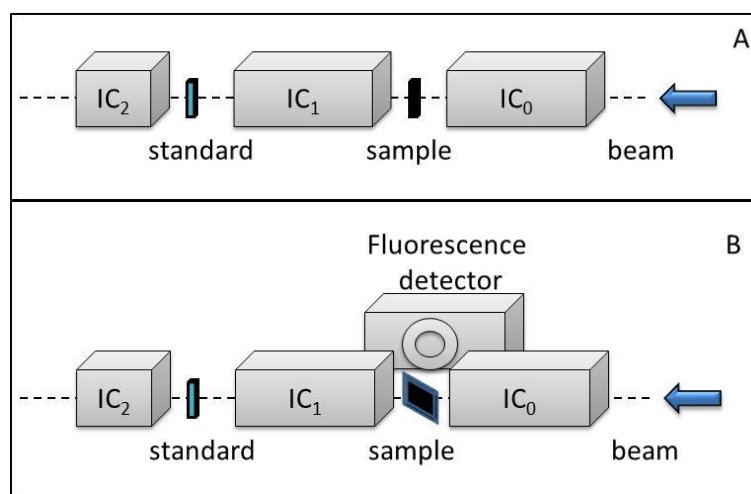 A
IC₂ IC₁ IC₀
standard sample beam
Fluorescence
detector
B
IC₂ IC₁ IC₀
standard sample beam